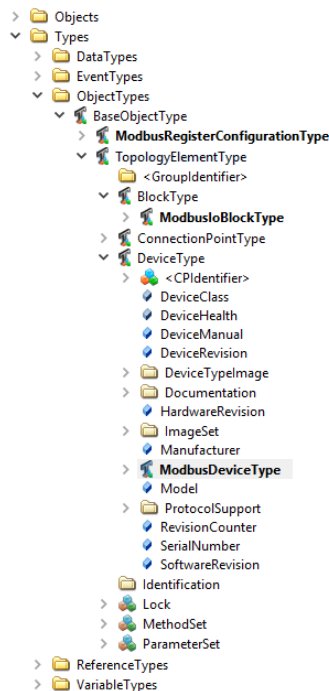 Objects
Types
DataTypes
EventTypes
ObjectTypes
BaseObjectType
ModbusRegisterConfigurationType
TopologyElementType
<GroupIdentifier>
BlockType
ModbusIoBlockType
ConnectionPointType
DeviceType
<CPIdentifier>
DeviceClass
DeviceHealth
DeviceManual
DeviceRevision
DeviceTypeImage
Documentation
HardwareRevision
ImageSet
Manufacturer
ModbusDeviceType
Model
ProtocolSupport
RevisionCounter
SerialNumber
SoftwareRevision
Identification
Lock
MethodSet
ParameterSet
ReferenceTypes
VariableTypes